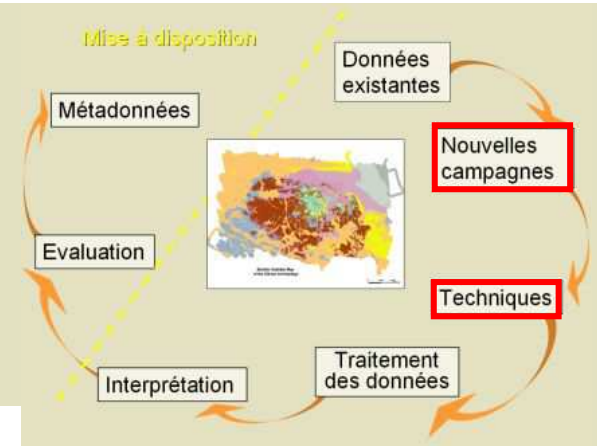 Mise à disposition
Données
existantes
Métadonnées
Nouvelles
campagnes
Evaluation
Techniques
Traitement
des données
Interprétation